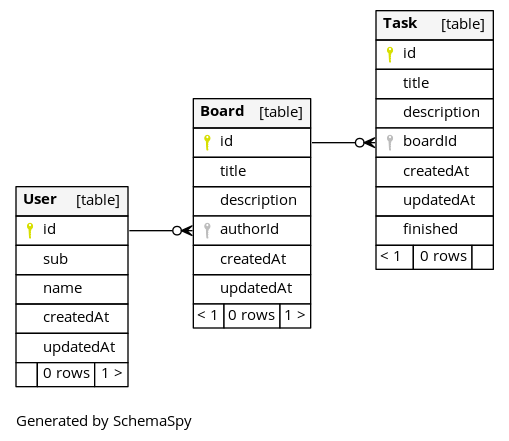 Task [table]
id
title
description
boardId
createdAt
updatedAt
finished
< 1 0 rows
Board [table]
id
title
description
authorId
createdAt
updatedAt
< 1 0 rows 1 >
User [table]
id
sub
name
createdAt
updatedAt
0 rows 1 >
Generated by SchemaSpy